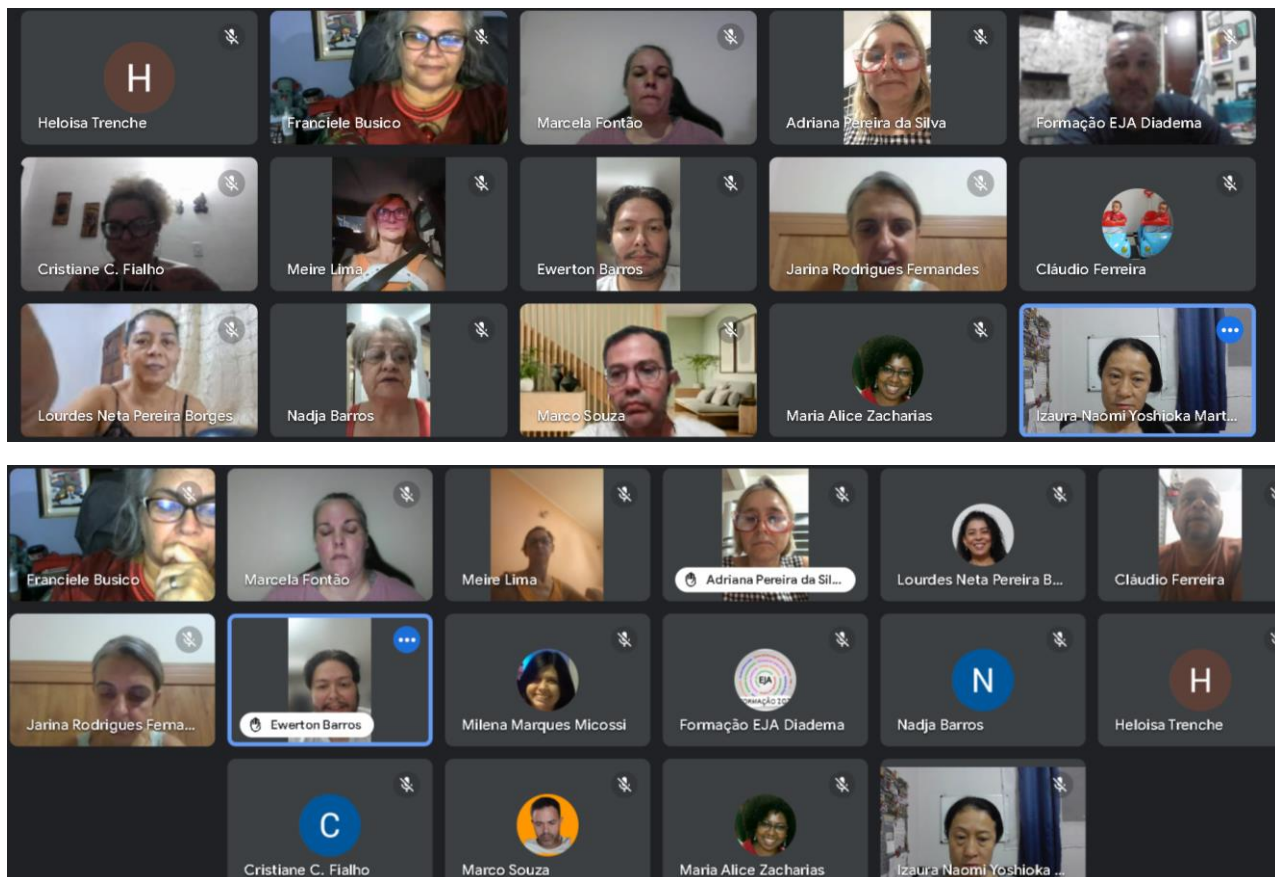 H
Heloisa Trenche
Franciele Busico
Marcela Fontão
Adriana Pereira da Silva
Formação EJA Diadema
Cristiane C. Fialho
Meire Lima
Ewerton Barros
Jarina Rodrigues Fernandes
Cláudio Ferreira
Lourdes Neta Pereira Borges
Nadja Barros
Marco Souza
Maria Alice Zacharias
Izaura Naomi Yoshioka Mart...
Franciele Busico
Marcela Fontão
Meire Lima
Adriana Pereira da Sil...
Lourdes Neta Pereira B...
Cláudio Ferreira
Jarina Rodrigues Ferna...
Ewerton Barros
Milena Marques Micossi
EJA
Formação EJA Diadema
N
Nadja Barros
H
Heloisa Trenche
C
Cristiane C. Fialho
Marco Souza
Maria Alice Zacharias
Izaura Naomi Yoshioka ...